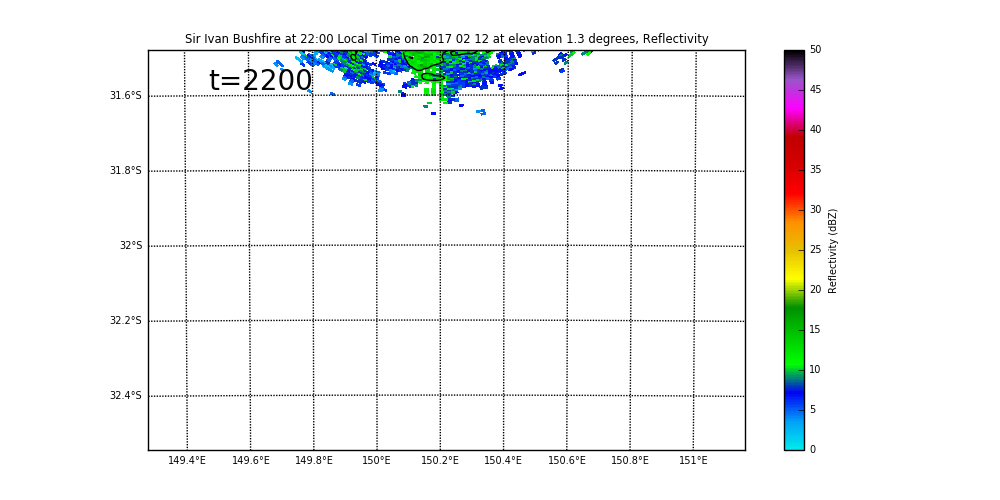 Sir Ivan Bushfire at 22:00 Local Time on 2017 02 12 at elevation 1.3 degrees, Reflectivity
t=2200
31.6°S
31.8°S
32°S
32.2°S
32.4°S
149.4°E 149.6°E 149.8°E 150°E 150.2°E 150.4°E 150.6°E 150.8°E 151°E
50
45
40
35
30
25
20
15
10
5
0
Reflectivity (dBZ)